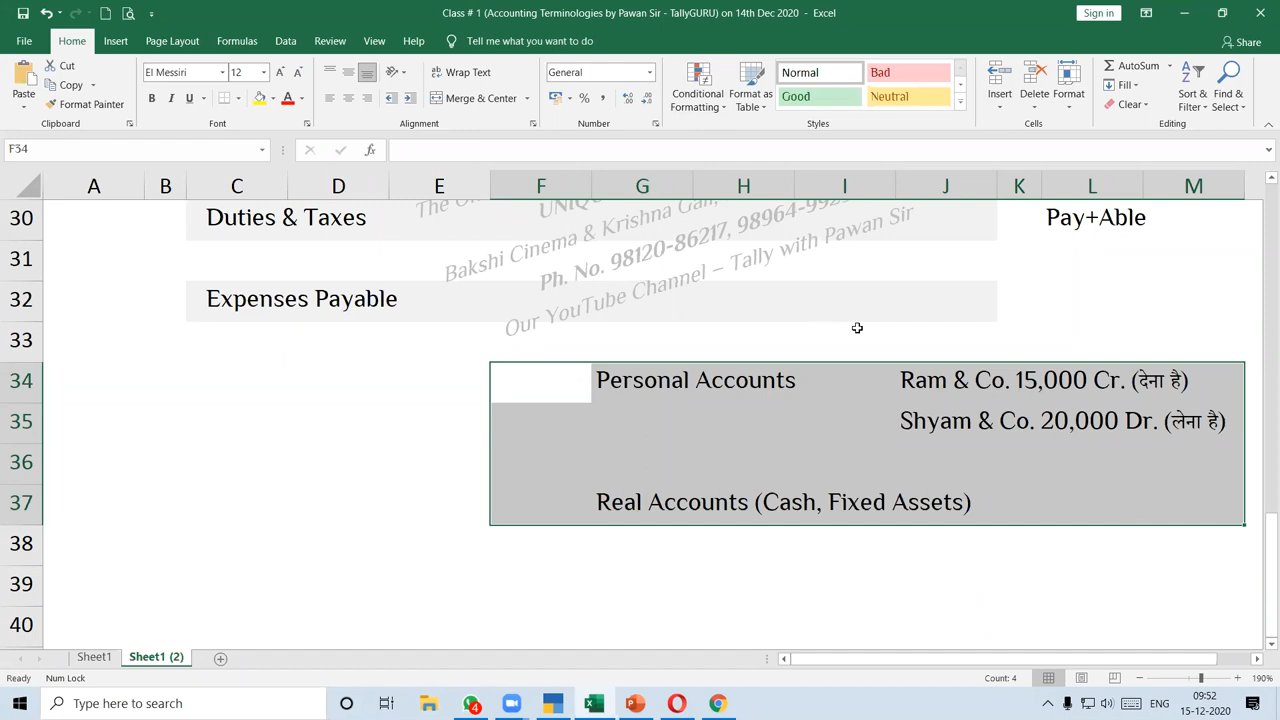 Class # 1 (Accounting Terminologies by Pawan Sir - TallyGURU) on 14th Dec 2020 - Excel
Sign in
File Home Insert Page Layout Formulas Data Review View Help Tell me what you want to do
Share
Paste
Cut
Copy
Format Painter
Clipboard
El Messiri 12
B I U
Font
Wrap Text
Merge & Center
Alignment
General
Number
Conditional Formatting
Format as Table
Normal Bad
Good Neutral
Styles
Insert Delete Format
Cells
AutoSum
Fill
Clear
Sort & Filter
Find & Select
Editing
F34
A B C D E F G H I J K L M
30 Duties & Taxes Pay+Able
UNIQ
Bakshi Cinema & Krishna
Ph. No. 98120-86217,
Our YouTube Channel – Tally with Pawan Sir
31
32 Expenses Payable
33
34 Personal Accounts Ram & Co. 15,000 Cr. (देना है)
35 Shyam & Co. 20,000 Dr. (लेना है)
36
37 Real Accounts (Cash, Fixed Assets)
38
39
40
Sheet1 Sheet1 (2)
Ready Num Lock Count: 4 190%
Type here to search
4
ENG
09:52
15-12-2020